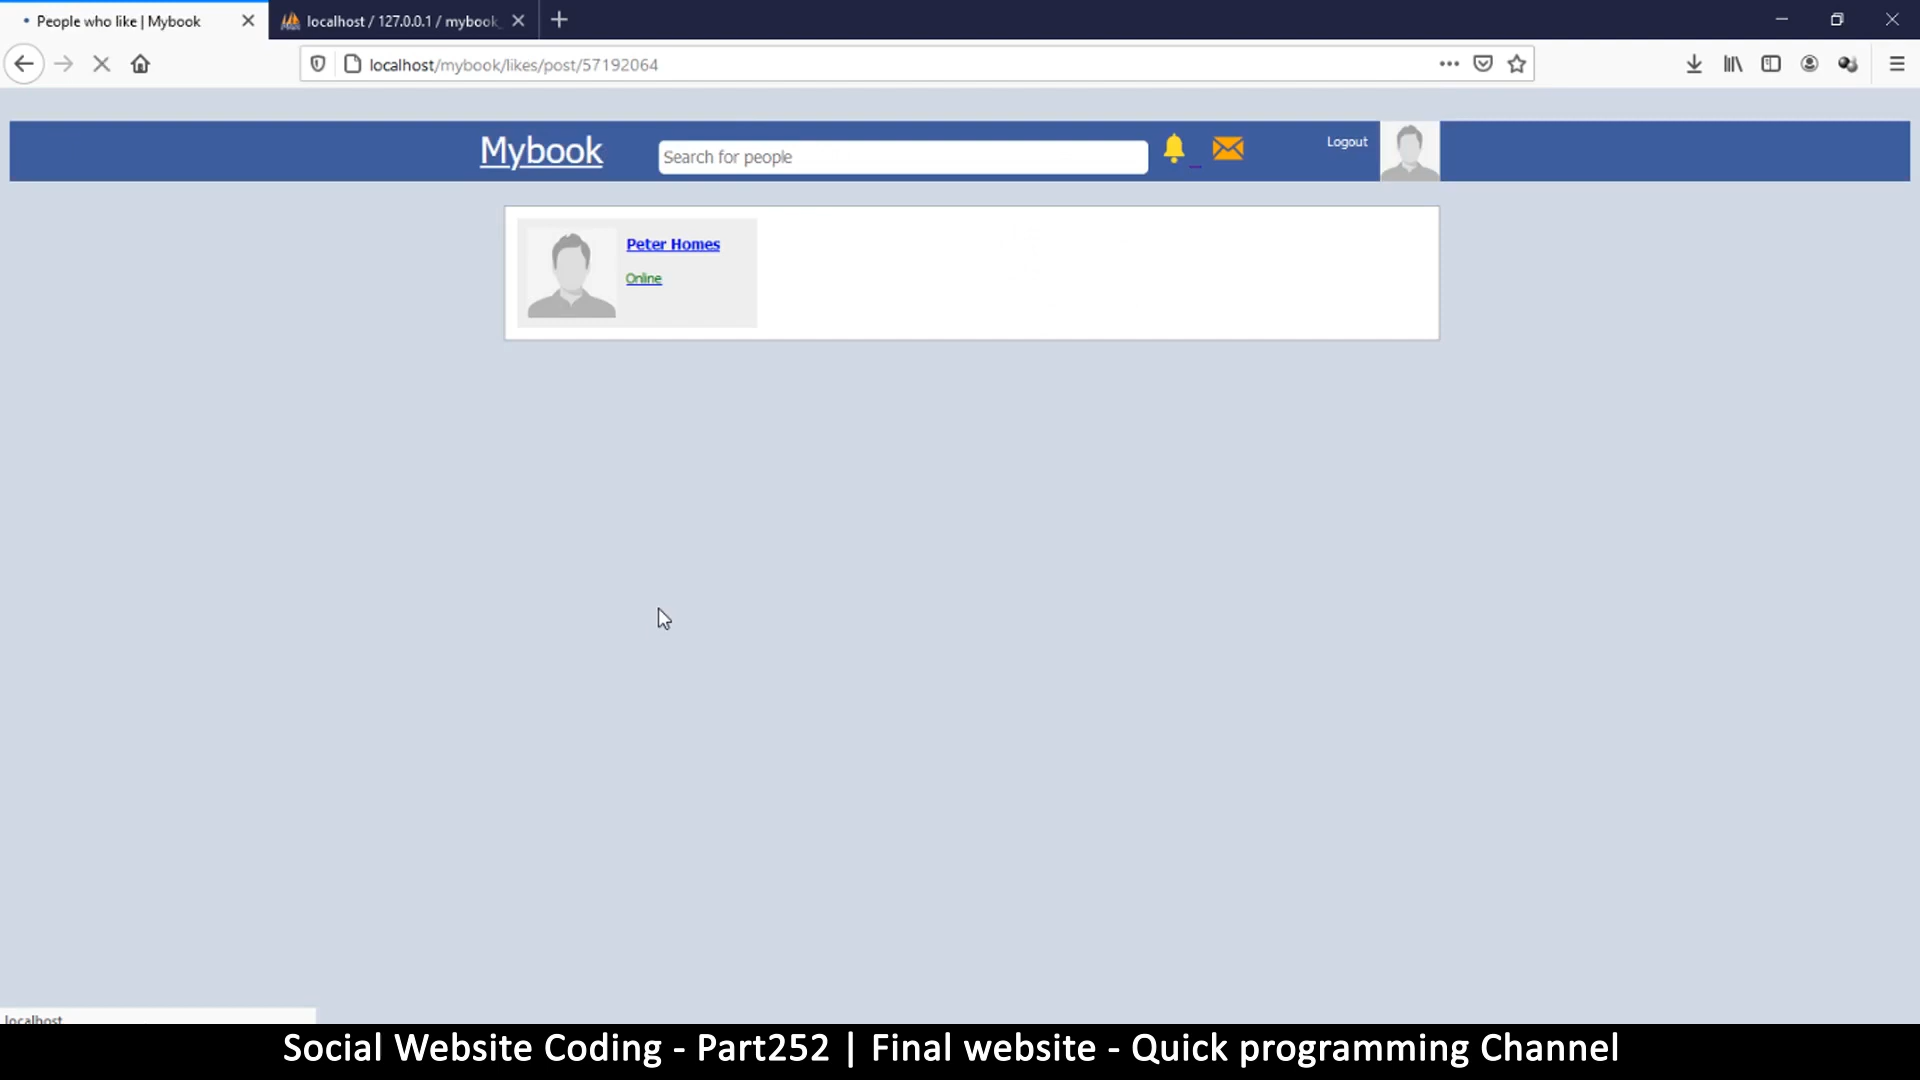 People who like | Mybook
localhost / 127.0.0.1 / mybook_
localhost/mybook/likes/post/57192064
Mybook
Search for people
Logout
Peter Homes
Online
localhost
Social Website Coding - Part252 | Final website - Quick programming Channel